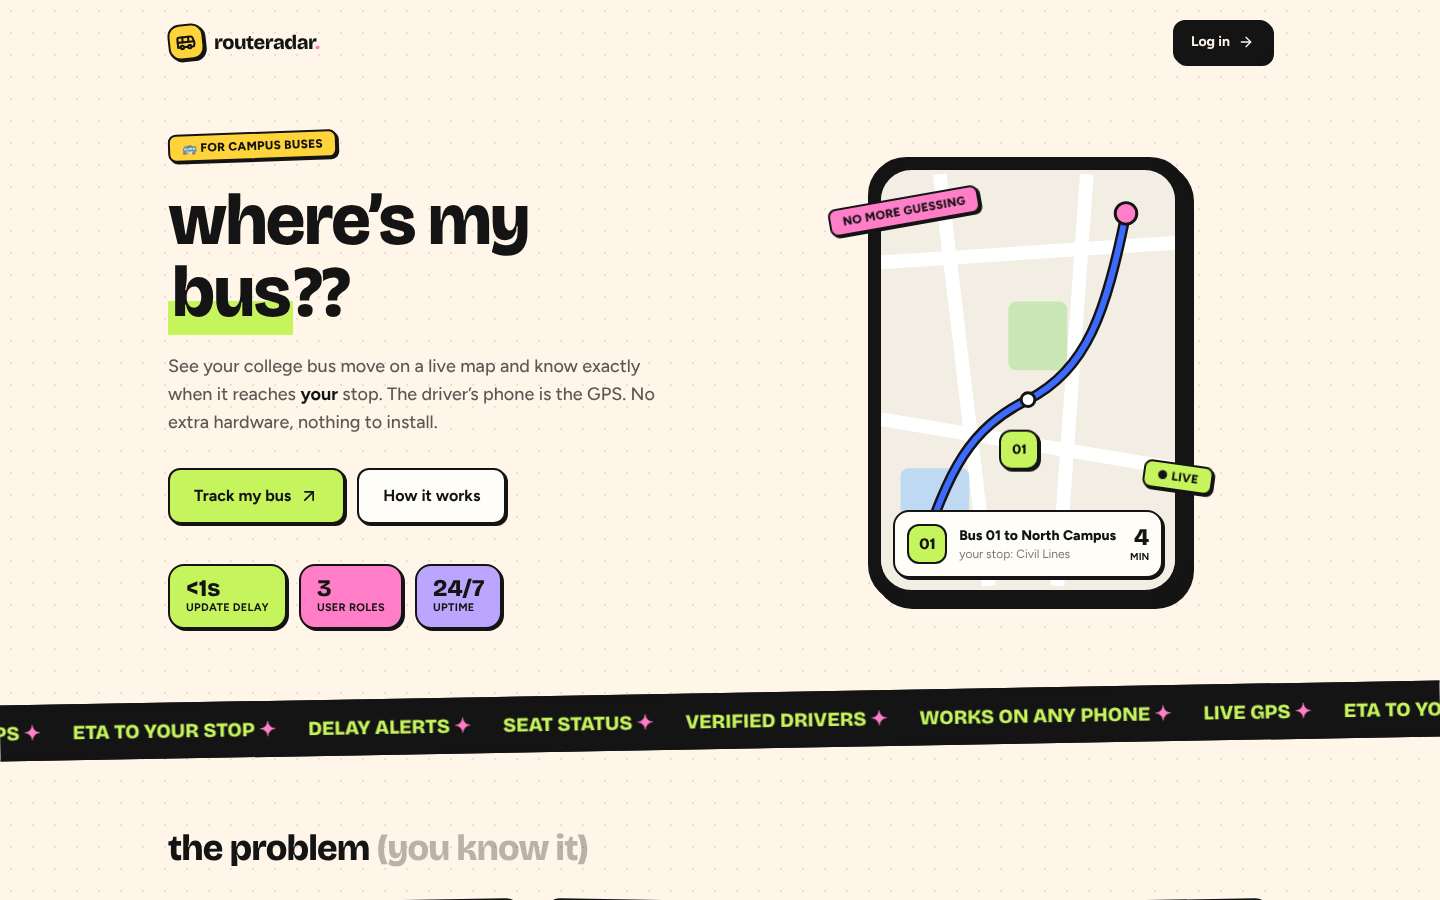 routeradar.
Log in →
🚌 FOR CAMPUS BUSES
where's my
bus??
See your college bus move on a live map and know exactly
when it reaches your stop. The driver's phone is the GPS. No
extra hardware, nothing to install.
Track my bus ↗
How it works
<1s
UPDATE DELAY
3
USER ROLES
24/7
UPTIME
NO MORE GUESSING
01
LIVE
01
Bus 01 to North Campus
your stop: Civil Lines
4
MIN
PS ✦ ETA TO YOUR STOP ✦ DELAY ALERTS ✦ SEAT STATUS ✦ VERIFIED DRIVERS ✦ WORKS ON ANY PHONE ✦ LIVE GPS ✦ ETA TO YO
the problem (you know it)